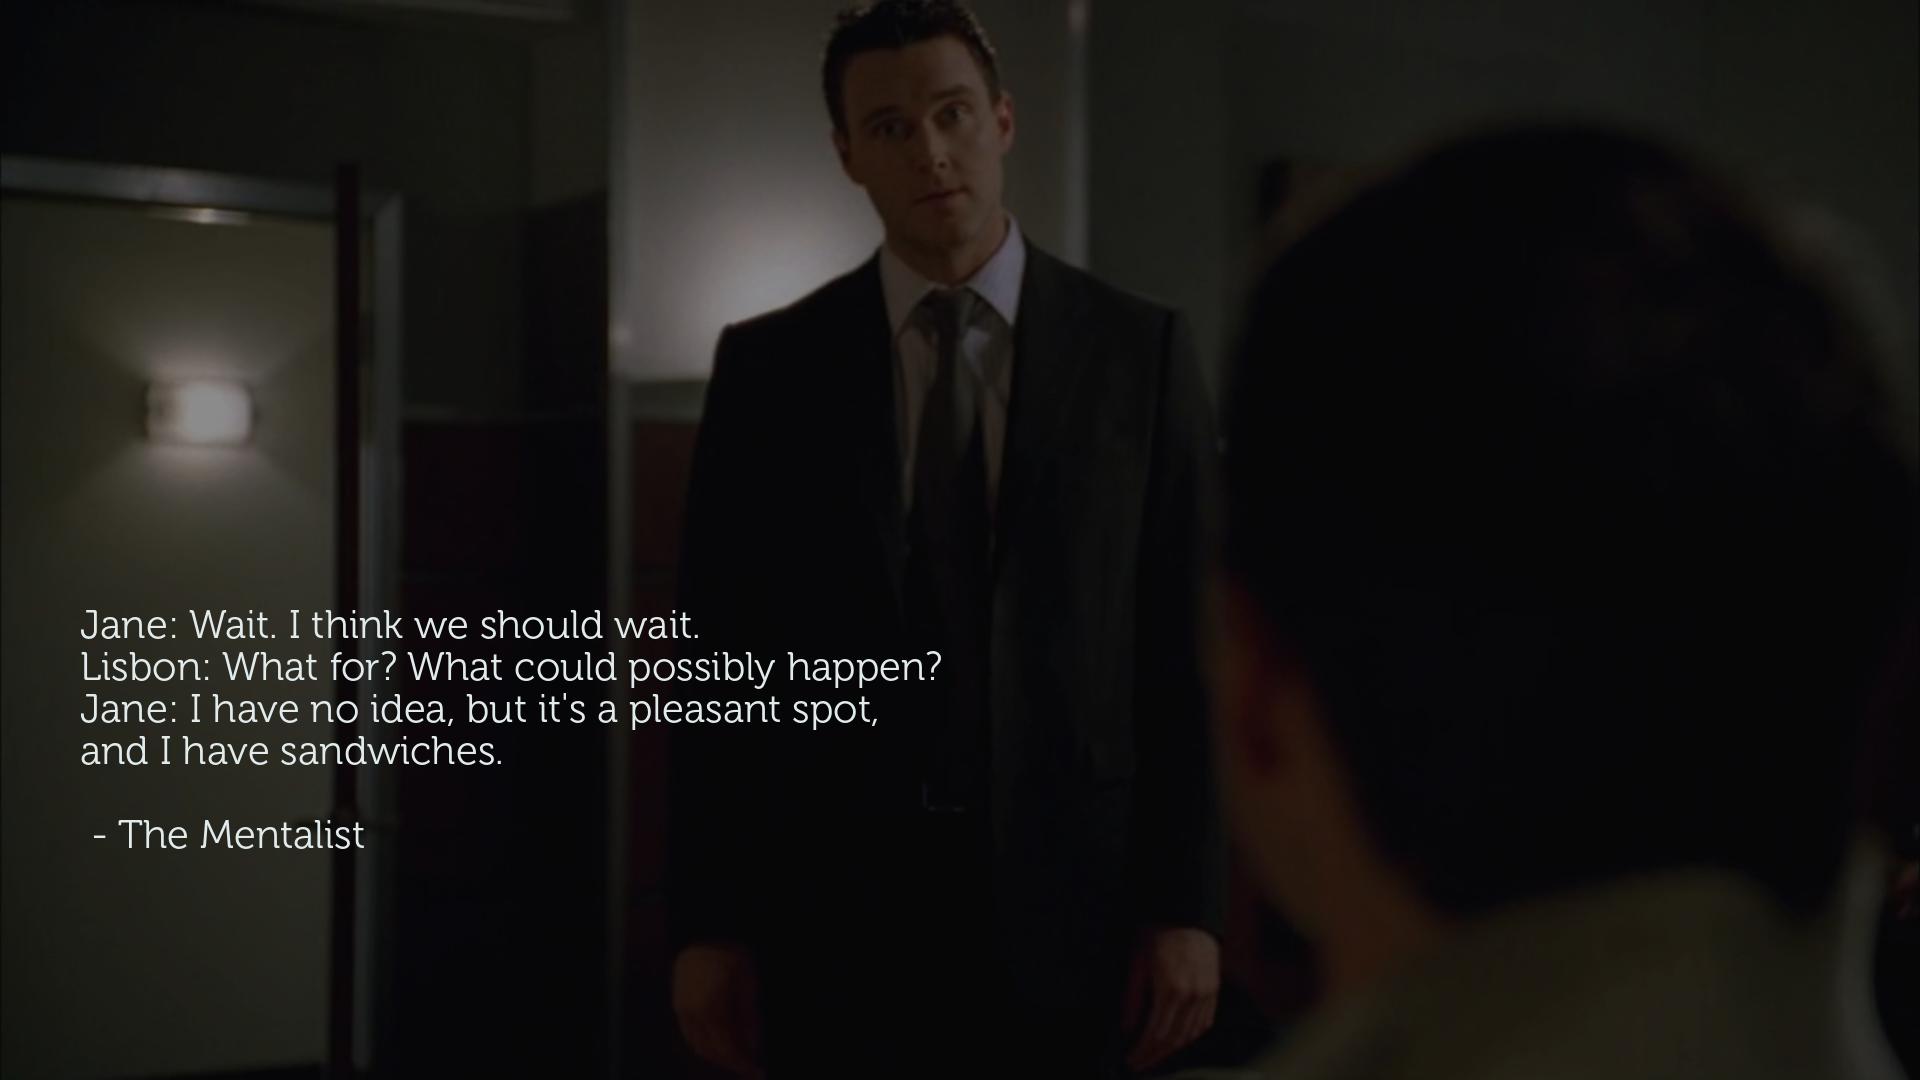 Jane: Wait. I think we should wait.
Lisbon: What for? What could possibly happen?
Jane: I have no idea, but it's a pleasant spot,
and I have sandwiches.
- The Mentalist